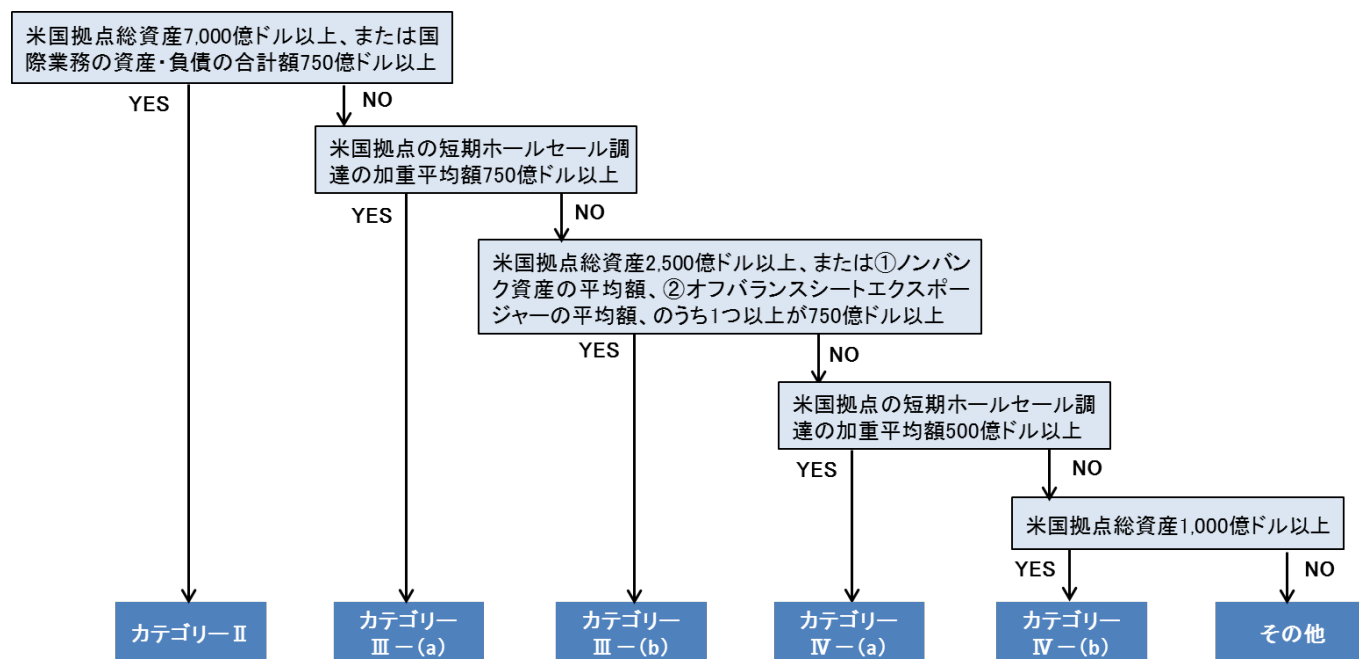 米国拠点総資産7,000億ドル以上、または国
際業務の資産・負債の合計額750億ドル以上
YES
NO
米国拠点の短期ホールセール調
達の加重平均額750億ドル以上
YES
NO
米国拠点総資産2,500億ドル以上、または①ノンバン
ク資産の平均額、②オフバランスシートエクスポー
ジャーの平均額、のうち1つ以上が750億ドル以上
YES
NO
米国拠点の短期ホールセール調
達の加重平均額500億ドル以上
YES
NO
米国拠点総資産1,000億ドル以上
YES
NO
カテゴリーⅡ
カテゴリー
Ⅲ－(a)
カテゴリー
Ⅲ－(b)
カテゴリー
Ⅳ－(a)
カテゴリー
Ⅳ－(b)
その他